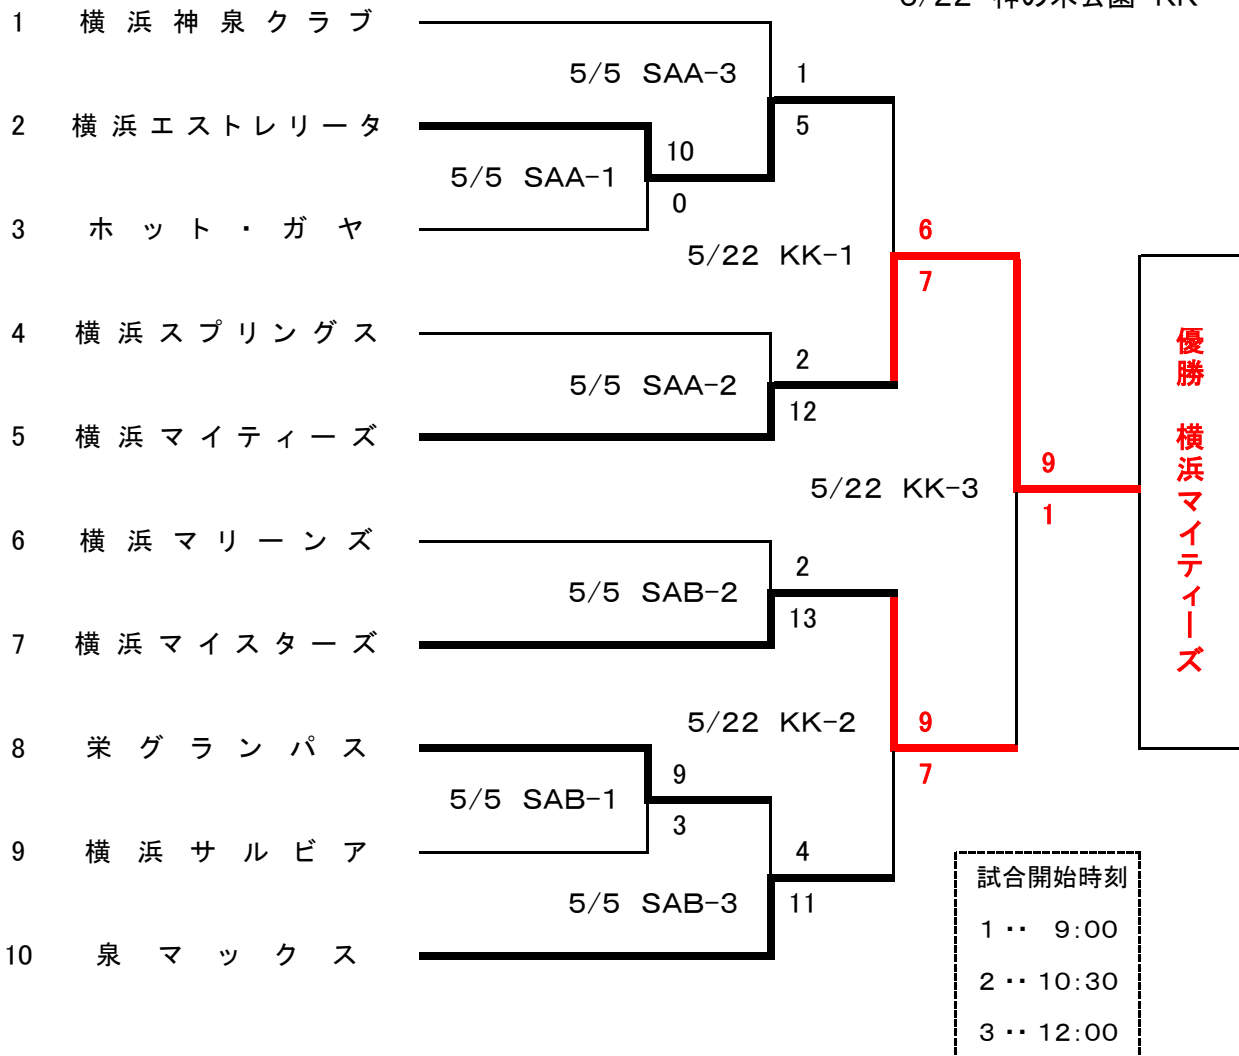 5/22
1 横浜神泉クラブ
5/5 SAA-3
1
5
2 横浜エストレリータ
5/5 SAA-1
10
0
3 ホット・ガヤ
5/22 KK-1
6
7
4 横浜スプリングス
5/5 SAA-2
2
12
5 横浜マイティーズ
5/22 KK-3
9
1
優勝 横浜マイティーズ
6 横浜マリーンズ
5/5 SAB-2
2
13
7 横浜マイスターズ
5/22 KK-2
9
7
8 栄グランパス
5/5 SAB-1
9
3
9 横浜サルビア
5/5 SAB-3
4
11
10 泉マックス
試合開始時刻
1‥ 9:00
2‥10:30
3‥12:00